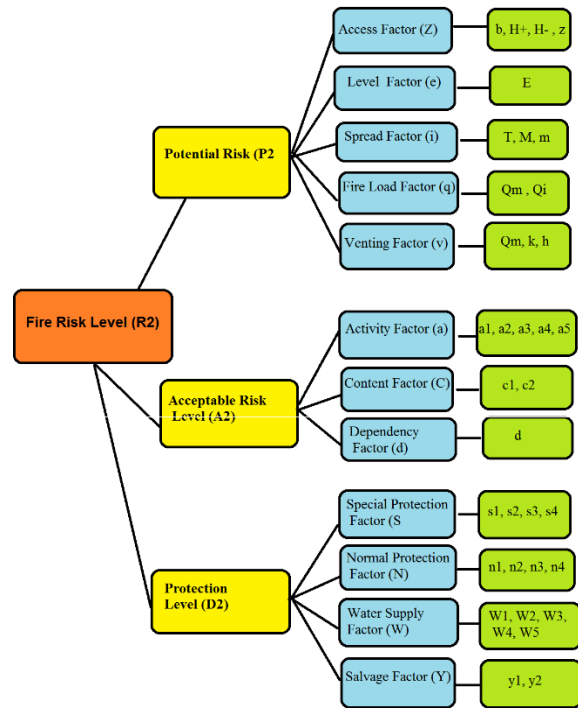 Access Factor (Z)
b, H+, H- , z
Level Factor (e)
E
Potential Risk (P2
Spread Factor (i)
T, M, m
Fire Load Factor (q)
Qm , Qi
Venting Factor (v)
Qm, k, h
Fire Risk Level (R2)
Activity Factor (a)
a1, a2, a3, a4, a5
Acceptable Risk
Level (A2)
Content Factor (C)
c1, c2
Dependency
Factor (d)
d
Special Protection
Factor (S
s1, s2, s3, s4
Normal Protection
Factor (N)
n1, n2, n3, n4
Protection
Level (D2)
Water Supply
Factor (W)
W1, W2, W3,
W4, W5
Salvage Factor (Y)
y1, y2